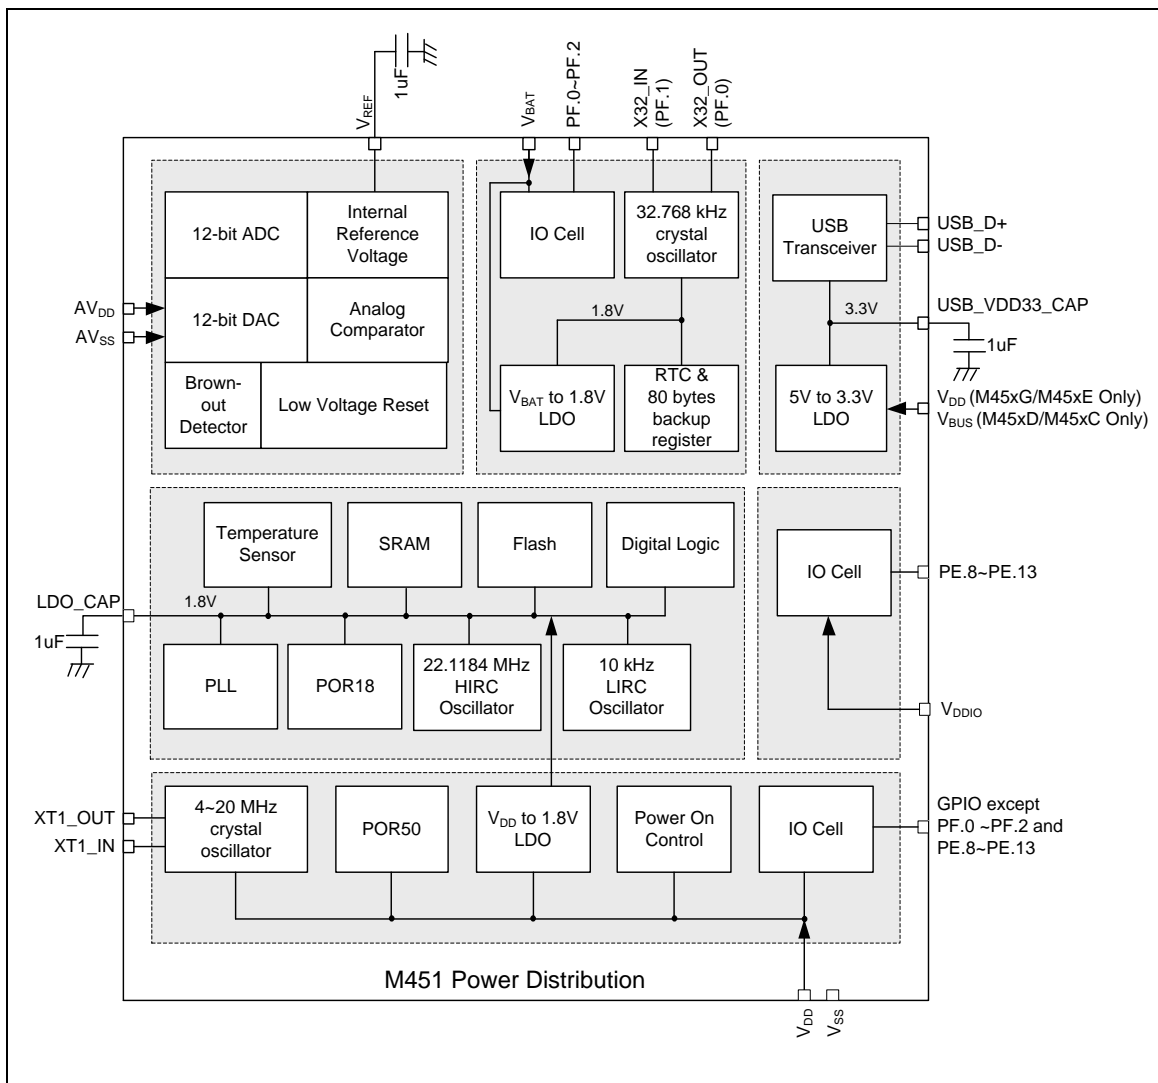 1uF
VREF
VBAT
PF.0~PF.2
X32_IN
(PF.1)
X32_OUT
(PF.0)
12-bit ADC
Internal
Reference
Voltage
IO Cell
32.768 kHz
crystal
oscillator
USB
Transceiver
USB_D+
USB_D-
AVDD
AVSS
12-bit DAC
Analog
Comparator
1.8V
3.3V
USB_VDD33_CAP
1uF
Brown-
out
Detector
Low Voltage Reset
VBAT to 1.8V
LDO
RTC &
80 bytes
backup
register
5V to 3.3V
LDO
VDD (M45xG/M45xE Only)
VBUS (M45xD/M45xC Only)
Temperature
Sensor
SRAM
Flash
Digital Logic
IO Cell
PE.8~PE.13
LDO_CAP
1.8V
1uF
PLL
POR18
22.1184 MHz
HIRC
Oscillator
10 kHz
LIRC
Oscillator
VDDIO
XT1_OUT
XT1_IN
4~20 MHz
crystal
oscillator
POR50
VDD to 1.8V
LDO
Power On
Control
IO Cell
GPIO except
PF.0 ~PF.2 and
PE.8~PE.13
M451 Power Distribution
VDD
VSS